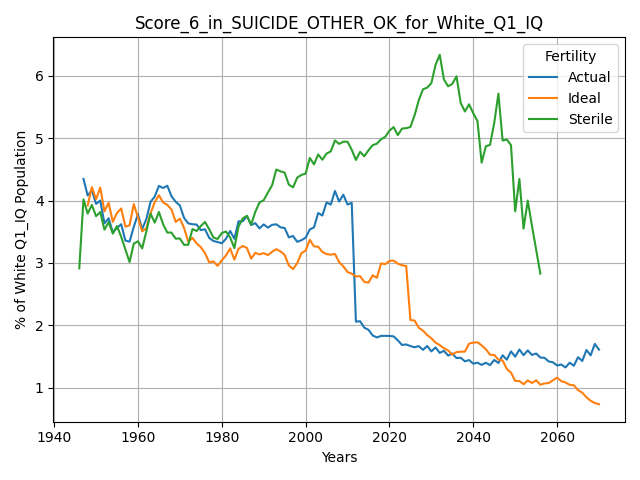 Score_6_in_SUICIDE_OTHER_OK_for_White_Q1_IQ
Fertility
Actual
Ideal
Sterile
% of White Q1_IQ Population
6
5
4
3
2
1
1940
1960
1980
2000
2020
2040
2060
Years